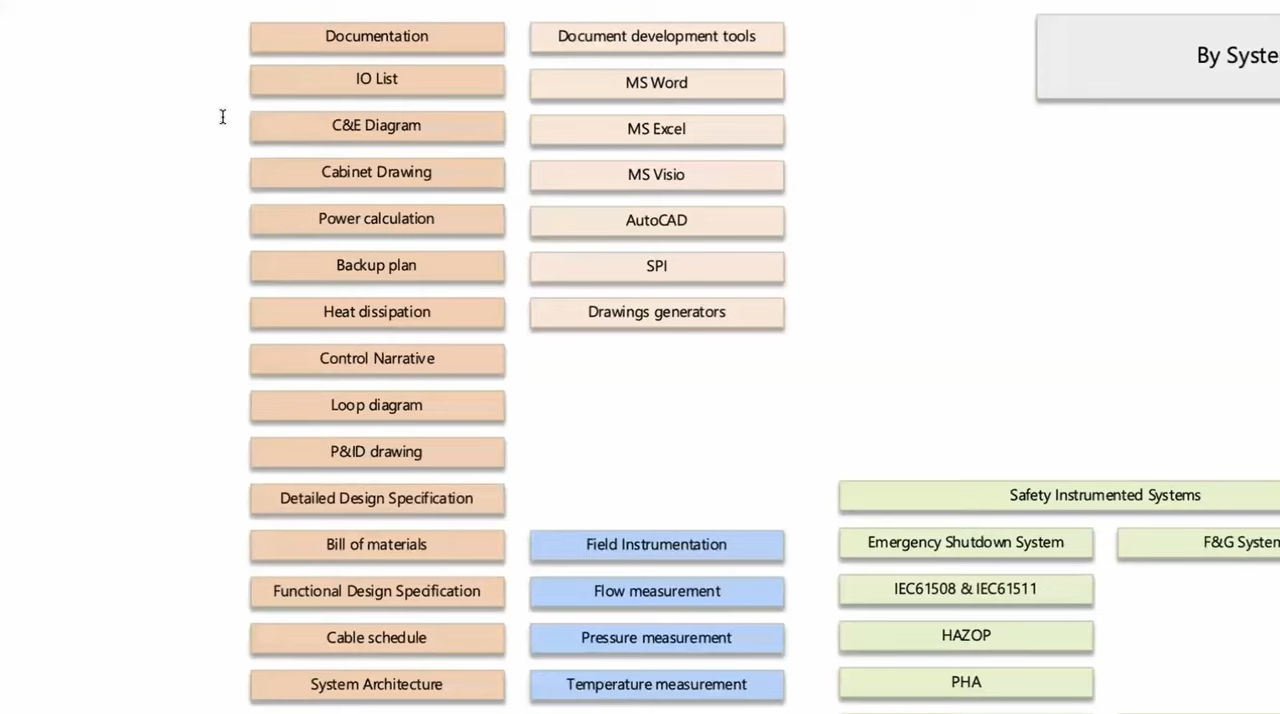 Documentation
IO List
C&E Diagram
Cabinet Drawing
Power calculation
Backup plan
Heat dissipation
Control Narrative
Loop diagram
P&ID drawing
Detailed Design Specification
Bill of materials
Functional Design Specification
Cable schedule
System Architecture
Document development tools
MS Word
MS Excel
MS Visio
AutoCAD
SPI
Drawings generators
Field Instrumentation
Flow measurement
Pressure measurement
Temperature measurement
By Syste
Safety Instrumented Systems
Emergency Shutdown System
IEC61508 & IEC61511
HAZOP
PHA
F&G System